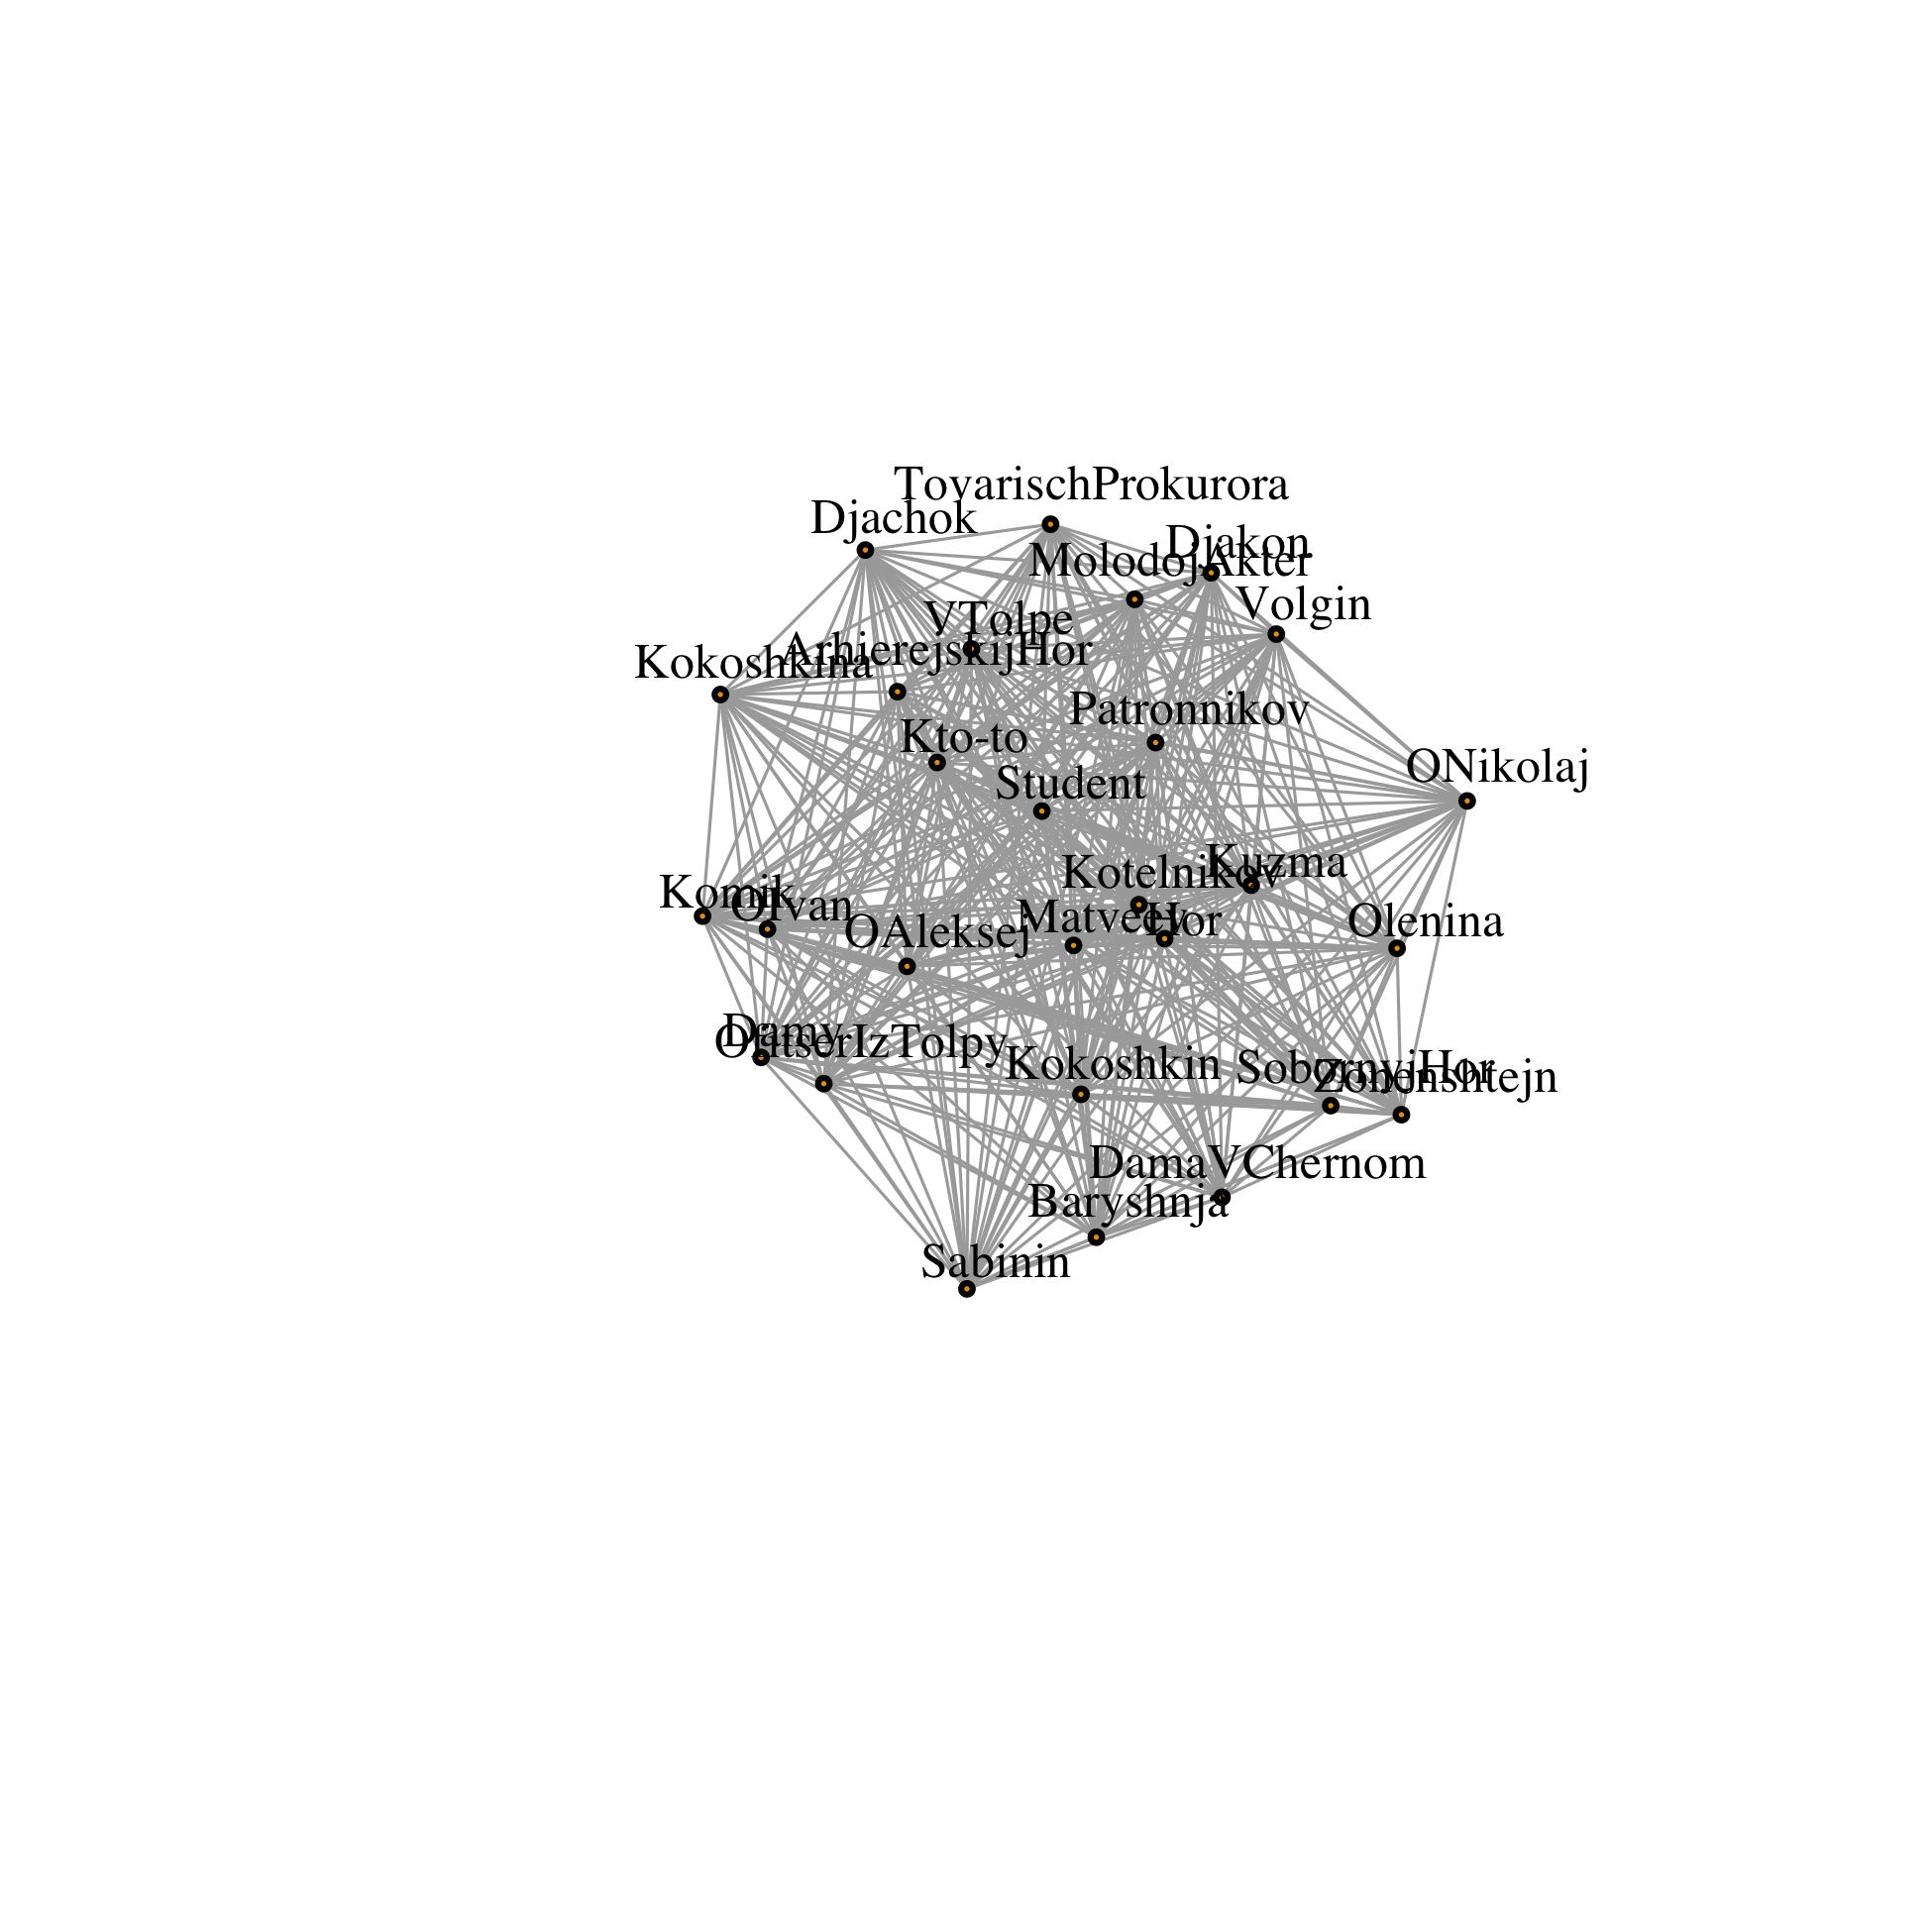 TovarischProkurora
Djachok
Djakon
MolodojAkter
Volgin
VTolpe
ArhierejskijHor
Kokoshkina
Patronnikov
Kto-to
ONikolaj
Student
Kuzma
Kotelnikov
Komik
OIvan
Matveev
Hor
Olenina
OAleksej
Damy
OfitserIzTolpy
Kokoshkin
SobornyjHor
Zonenshtejn
DamaVChernom
Baryshnja
Sabinin